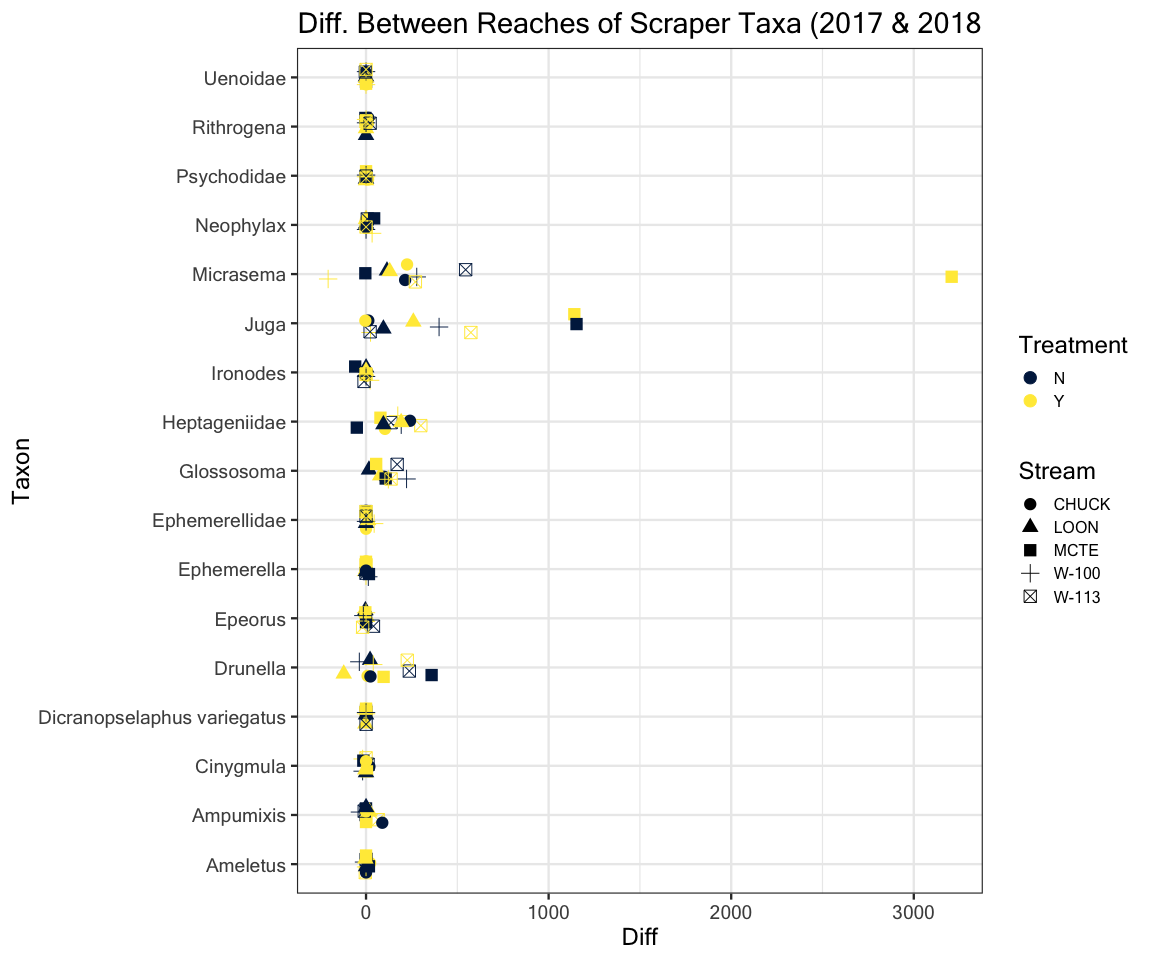 Diff. Between Reaches of Scraper Taxa (2017 & 2018
Uenoidae
Rithrogena
Psychodidae
Neophylax
Micrasema
Juga
Ironodes
Heptageniidae
Glossosoma
Ephemerellidae
Ephemerella
Epeorus
Drunella
Dicranopselaphus variegatus
Cinygmula
Ampumixis
Ameletus
Taxon
0 1000 2000 3000
Diff
Treatment
N
Y
Stream
CHUCK
LOON
MCTE
W-100
W-113